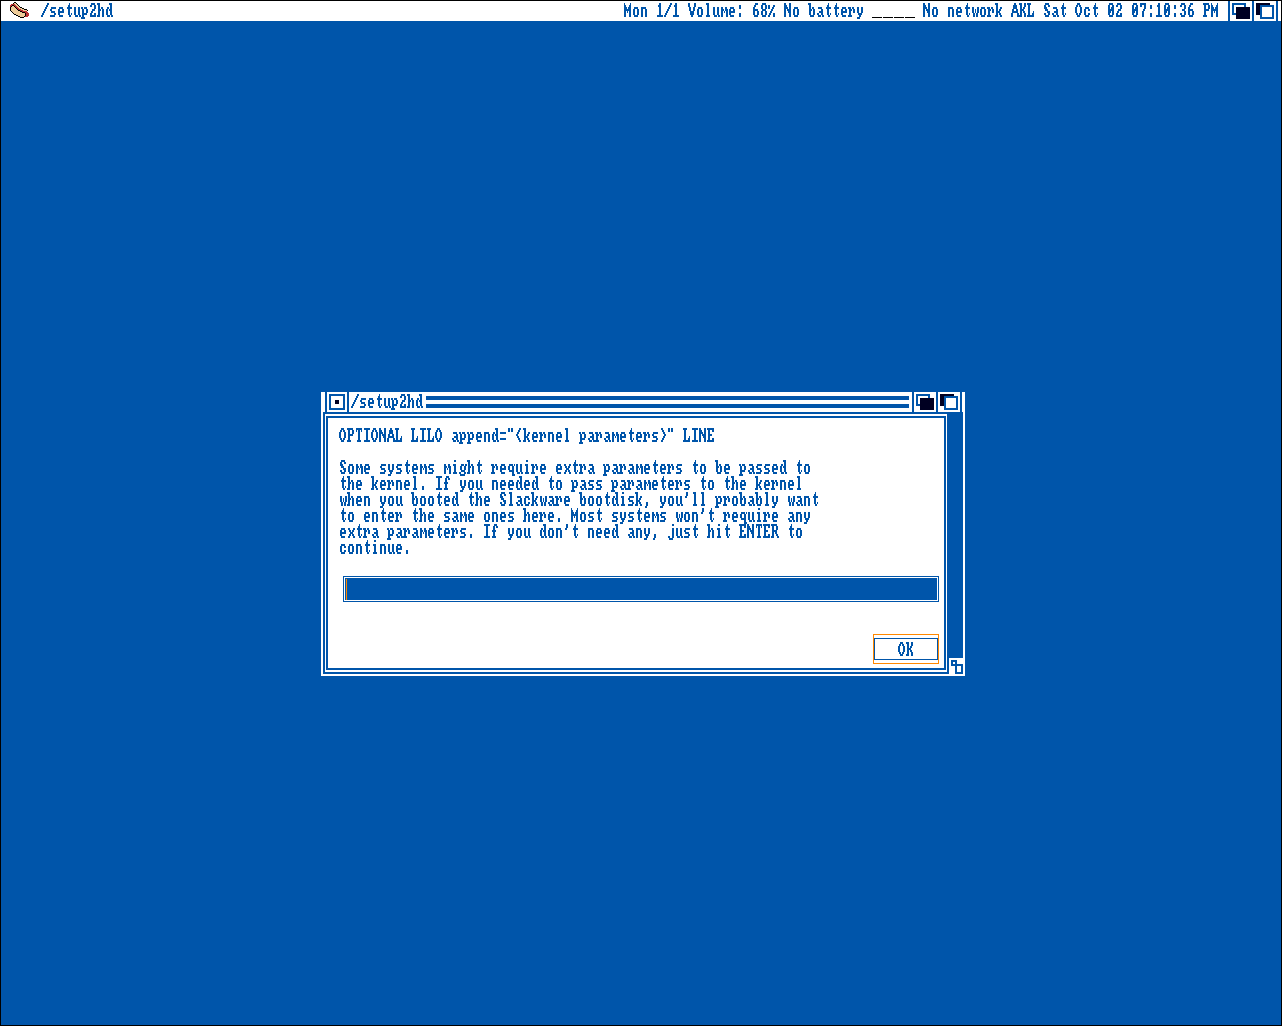 /setup2hd
Mon 1/1 Volume: 68% No battery ____ No network AKL Sat Oct 02 07:10:36 PM
/setup2hd
OPTIONAL LILO append="<kernel parameters>" LINE
Some systems might require extra parameters to be passed to
the kernel. If you needed to pass parameters to the kernel
when you booted the Slackware bootdisk, you'll probably want
to enter the same ones here. Most systems won't require any
extra parameters. If you don't need any, just hit ENTER to
continue.
OK